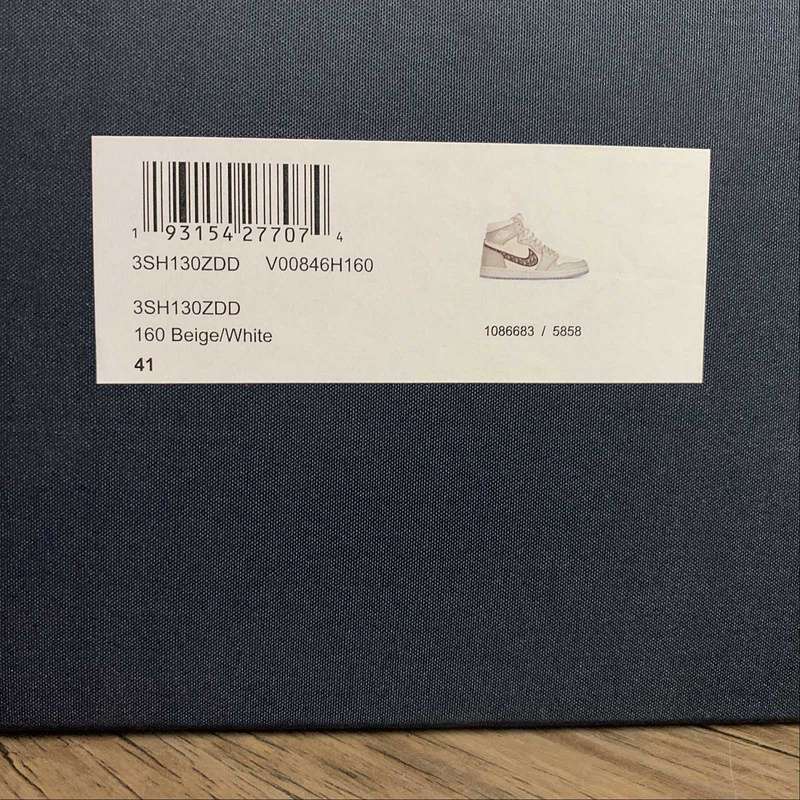 1 93154 27707 4
3SH130ZDD V00846H160
3SH130ZDD
160 Beige/White
41
1086683 / 5858